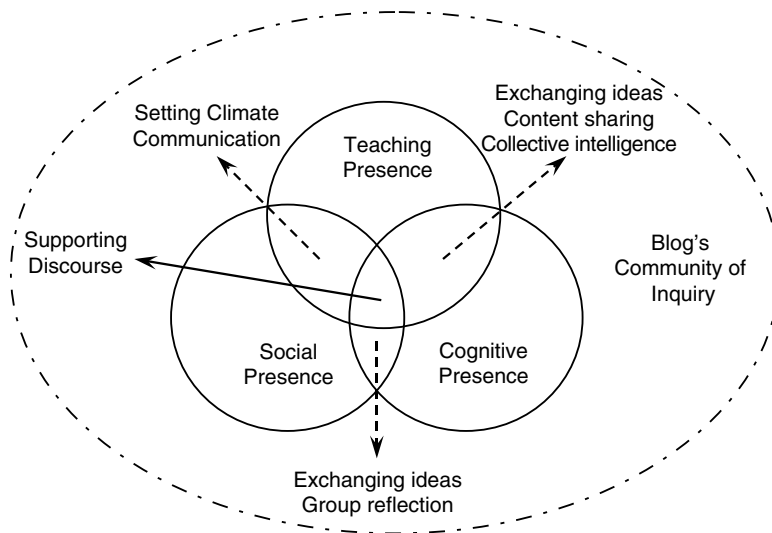 Setting Climate
Communication
Exchanging ideas
Content sharing
Collective intelligence
Teaching
Presence
Supporting
Discourse
Blog's
Community of
Inquiry
Social
Presence
Cognitive
Presence
Exchanging ideas
Group reflection